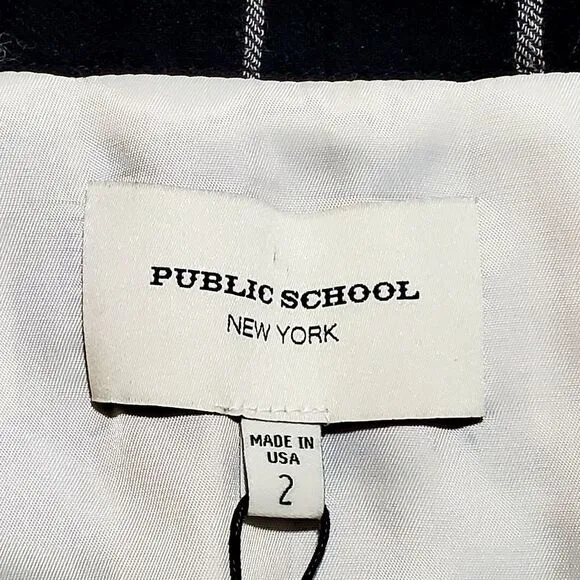 PUBLIC SCHOOL
NEW YORK
MADE IN
USA
2